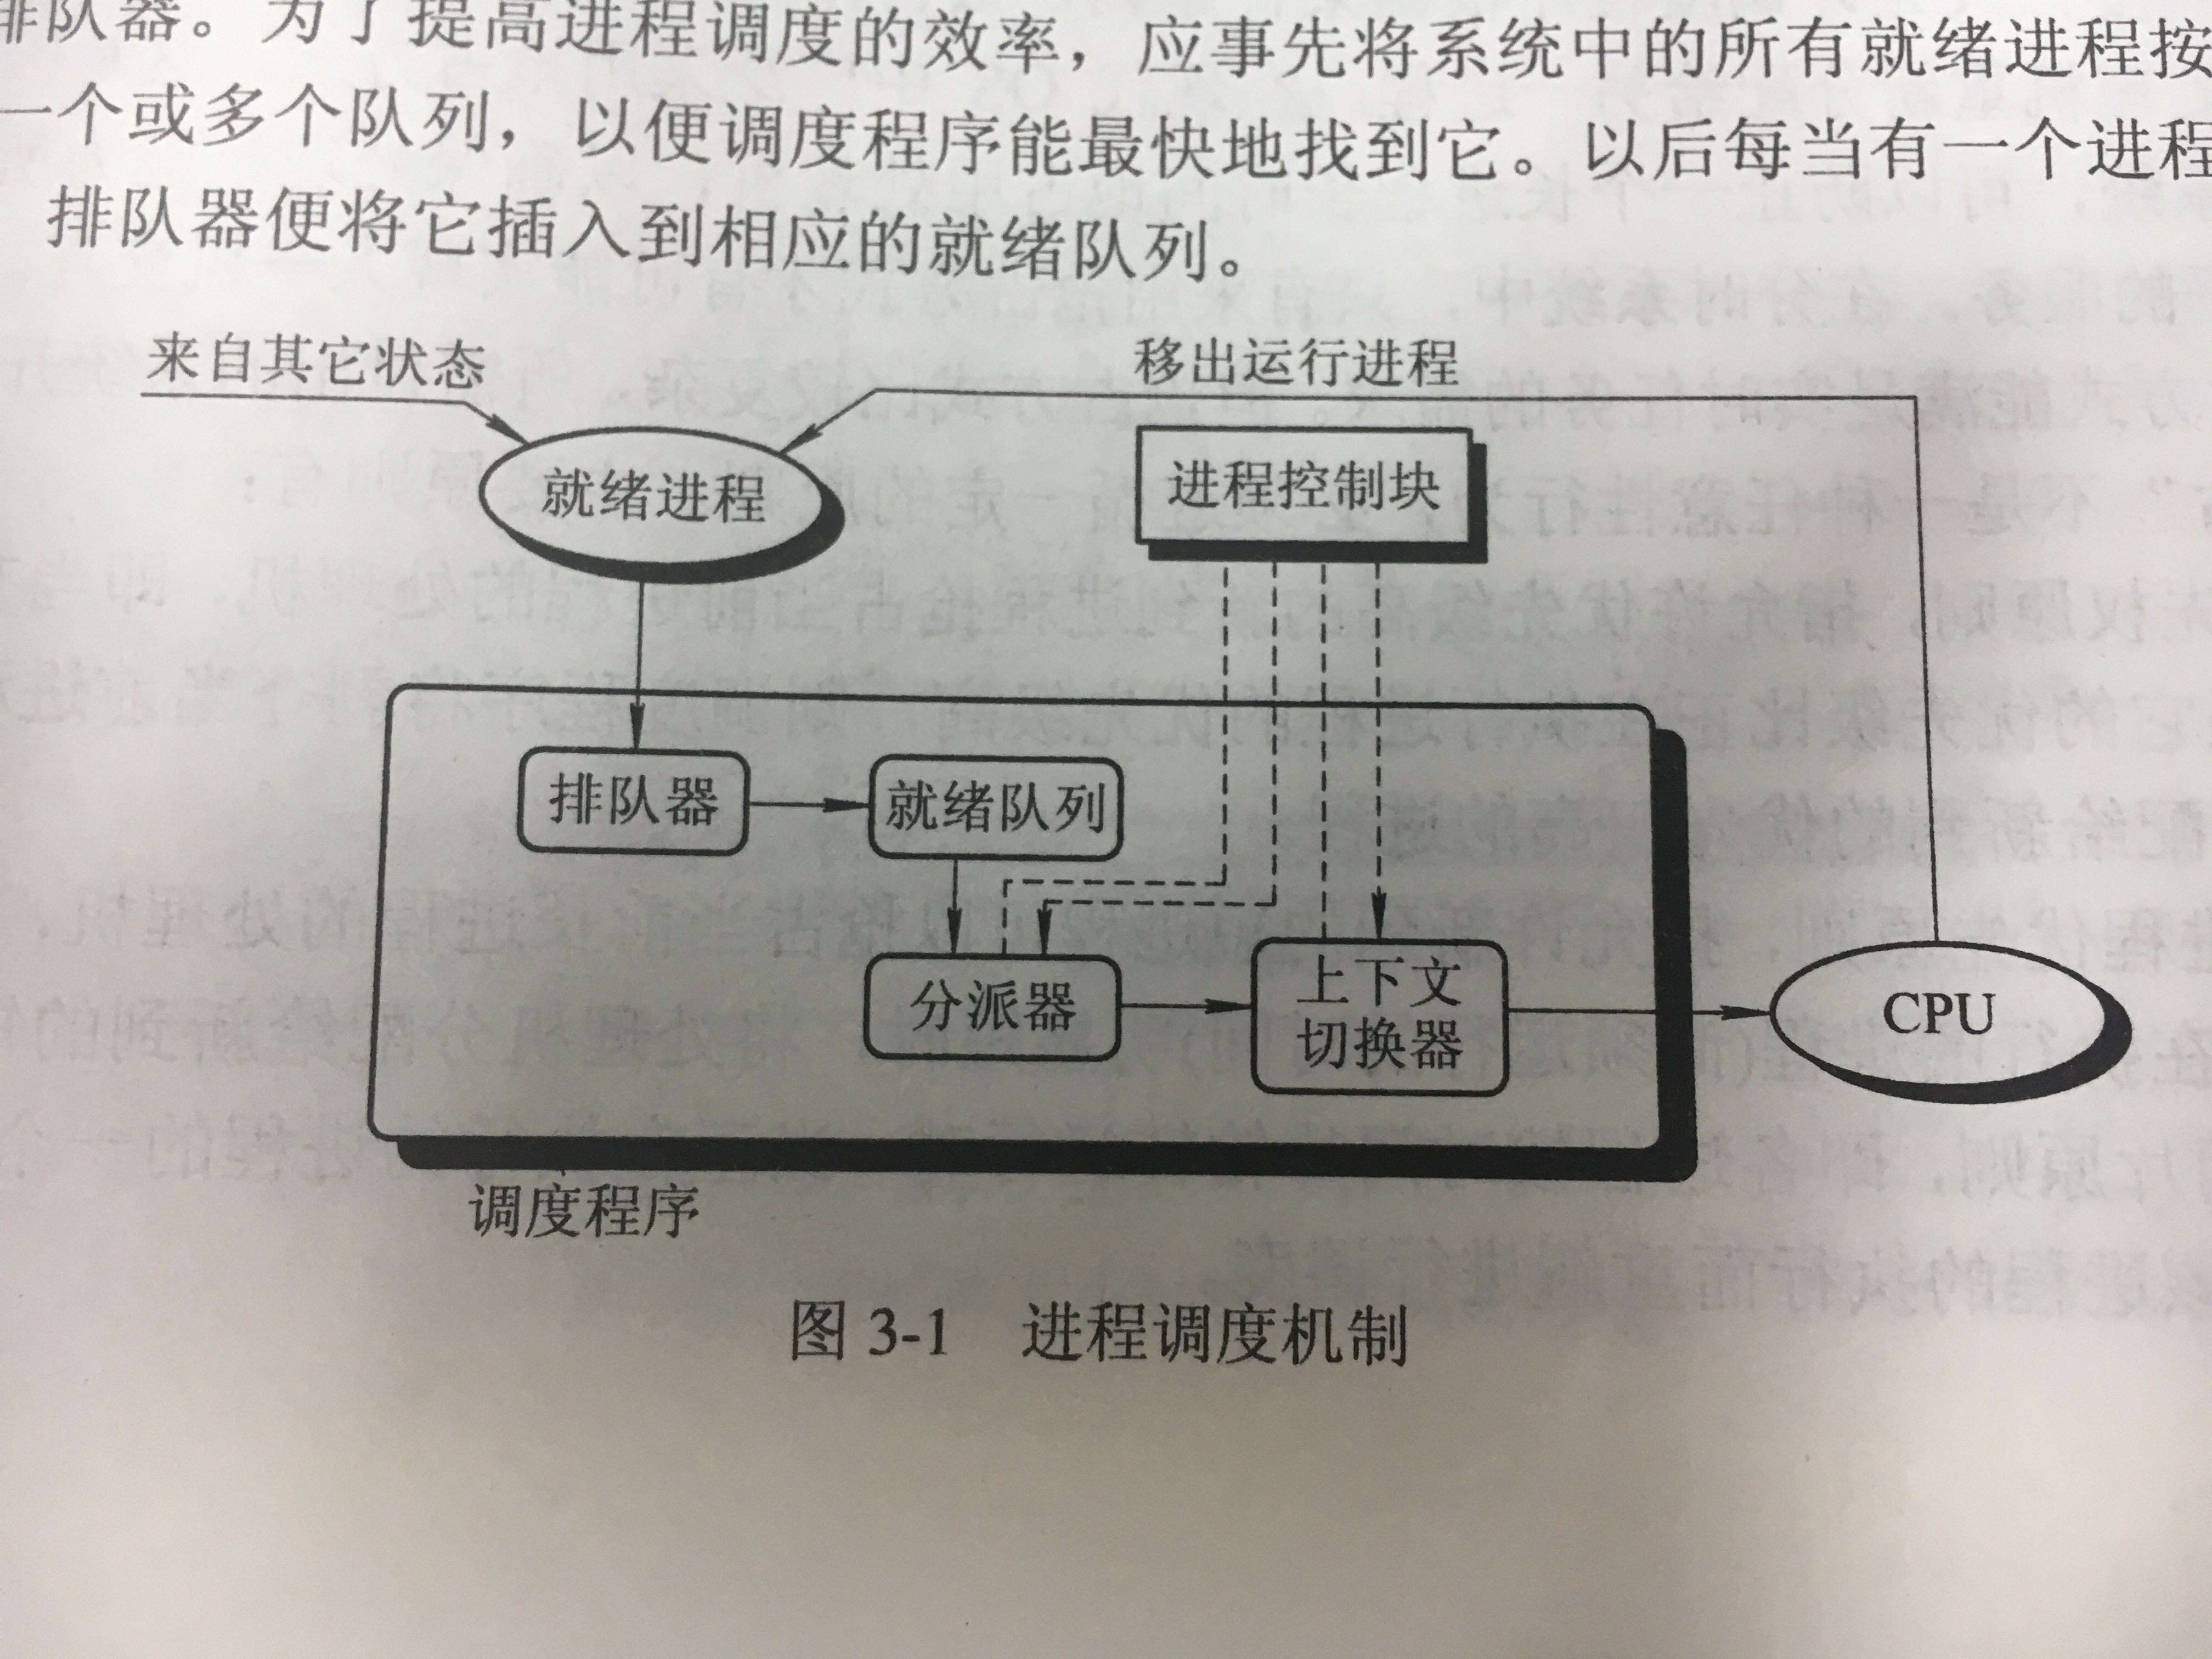 排队器。为了提高进程调度的效率，应事先将系统中的所有就绪进程按
一个或多个队列，以便调度程序能最快地找到它。以后每当有一个进程
排队器便将它插入到相应的就绪队列。
来自其它状态
移出运行进程
就绪进程
进程控制块
排队器
就绪队列
分派器
上下文
切换器
CPU
调度程序
图 3-1 进程调度机制